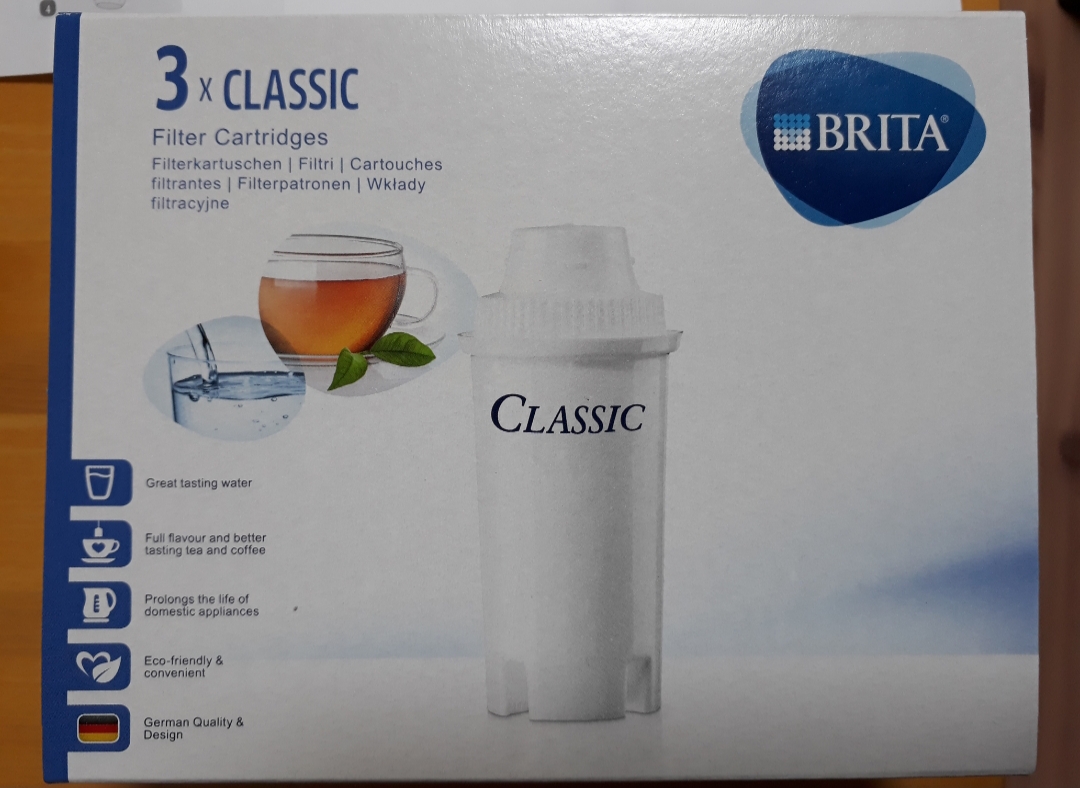 4
3 x CLASSIC
Filter Cartridges
Filterkartuschen | Filtri | Cartouches
filtrantes | Filterpatronen | Wkłady
filtracyjne
BRITA®
CLASSIC
Great tasting water
Full flavour and better
tasting tea and coffee
Prolongs the life of
domestic appliances
Eco-friendly &
convenient
German Quality &
Design